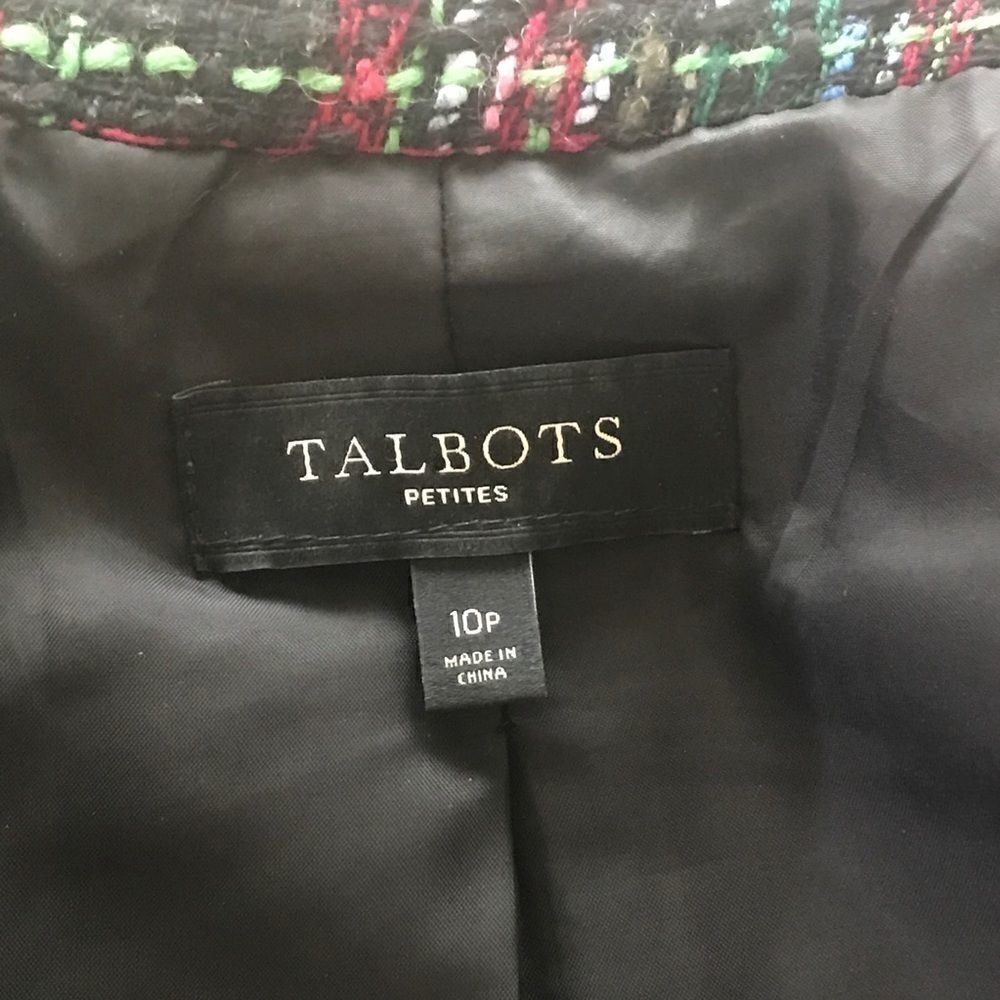 TALBOTS
PETITES
10P
MADE IN
CHINA